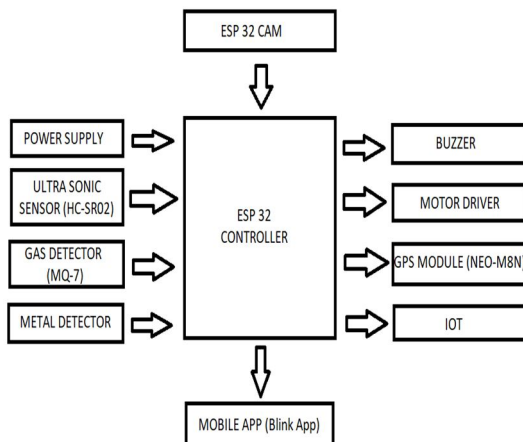 ESP 32 CAM
POWER SUPPLY
ULTRA SONIC
SENSOR (HC-SR02)
GAS DETECTOR
(MQ-7)
METAL DETECTOR
ESP 32
CONTROLLER
BUZZER
MOTOR DRIVER
GPS MODULE (NEO-M8N)
IOT
MOBILE APP (Blink App)